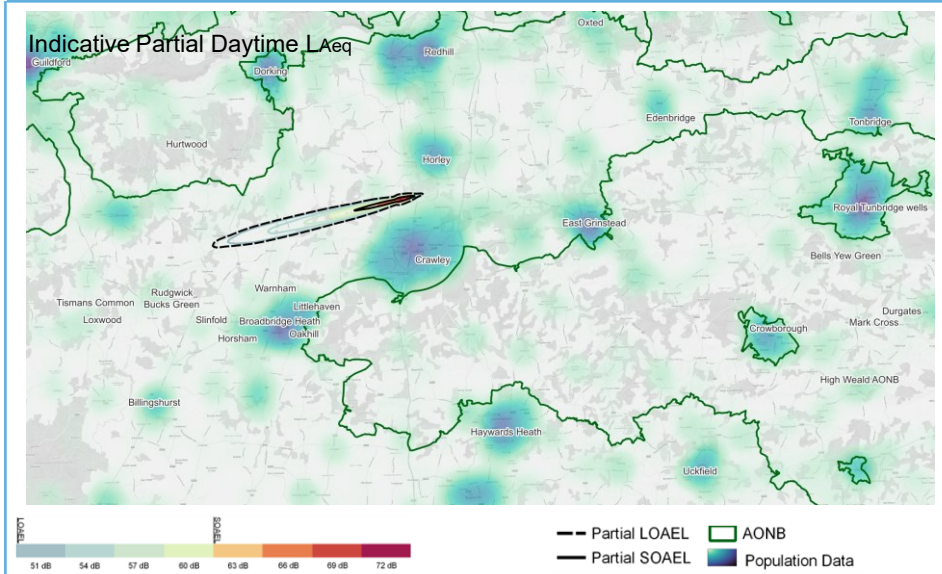 Indicative Partial Daytime LAeq
Oxted
Guildford
Redhill
Dorking
Edenbridge
Tonbridge
Hurtwood
Horley
Royal Tunbridge wells
East Grinstead
Bells Yew Green
Crawley
Warnham
Rudgwick
Tismans Common
Bucks Green
Littlehaven
Loxwood
Slinfold
Broadbridge Heath
Durgates
Mark Cross
Oakhill
Crowborough
Horsham
High Weald AONB
Billingshurst
Haywards Heath
Uckfield
LOAEL
SOAEL
51 dB 54 dB 57 dB 60 dB 63 dB 66 dB 69 dB 72 dB
Partial LOAEL
AONB
Partial SOAEL
Population Data